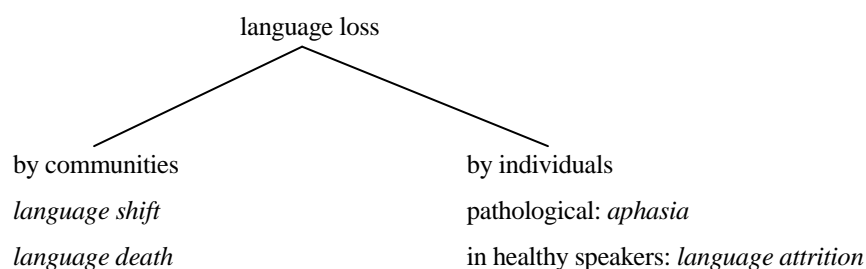 language loss
by communities
language shift
language death
by individuals
pathological: aphasia
in healthy speakers: language attrition